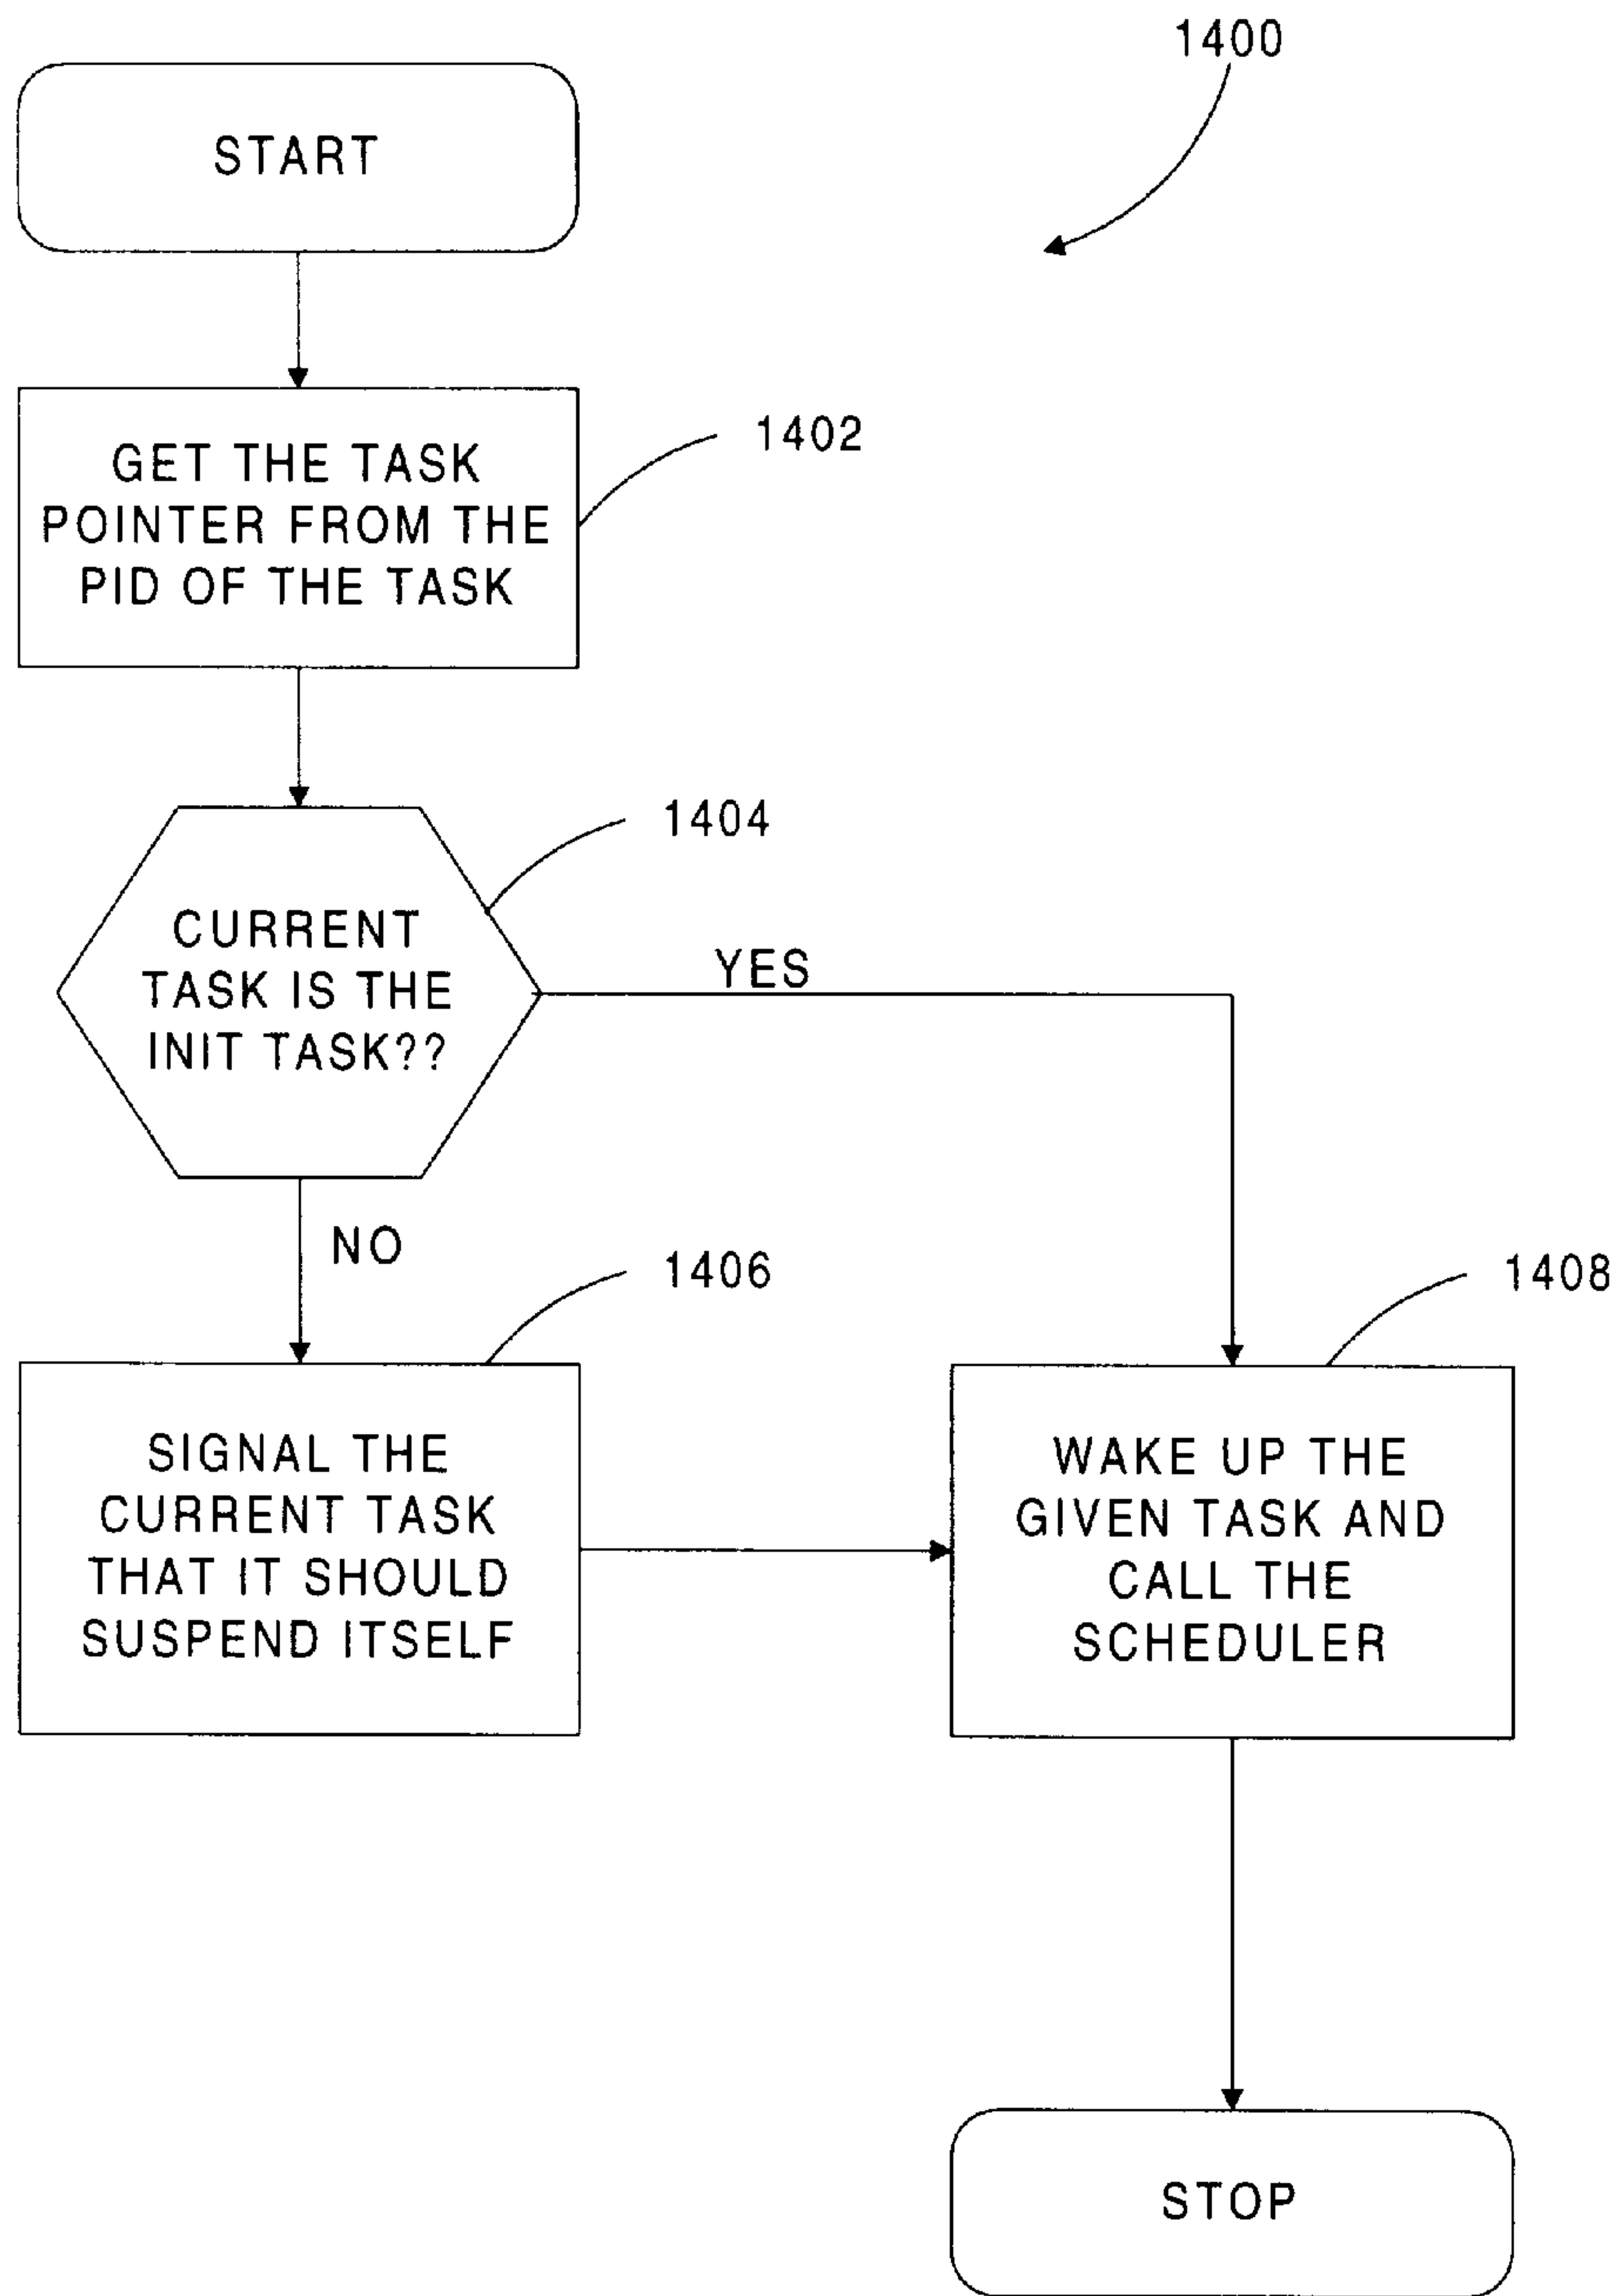 1400
START
GET THE TASK
POINTER FROM THE
PID OF THE TASK
1402
1404
CURRENT
TASK IS THE
INIT TASK??
YES
NO
1406
1408
SIGNAL THE
CURRENT TASK
THAT IT SHOULD
SUSPEND ITSELF
WAKE UP THE
GIVEN TASK AND
CALL THE
SCHEDULER
STOP